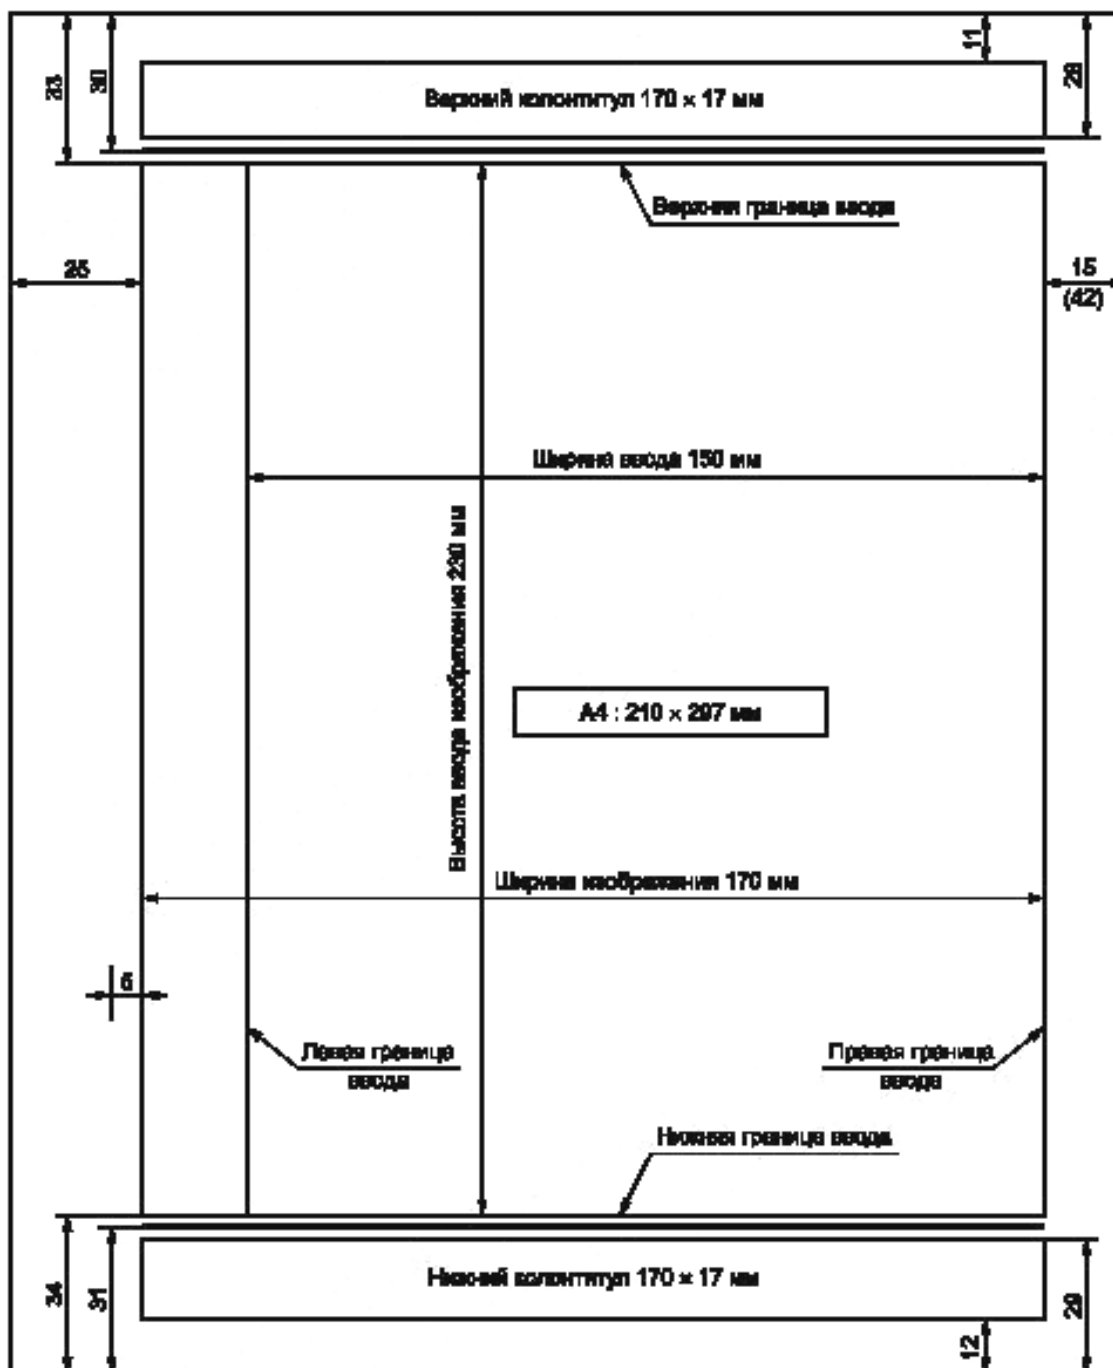 33
30
11
28
Верхний колонтитул 170 × 17 мм
Верхняя граница ввода
25
15
(42)
Ширина ввода 150 мм
Высота ввода изображения 230 мм
А4 : 210 × 297 мм
Ширина изображения 170 мм
Левая граница
ввода
Правая граница
ввода
Нижняя граница ввода
34
31
Нижний колонтитул 170 × 17 мм
29
12